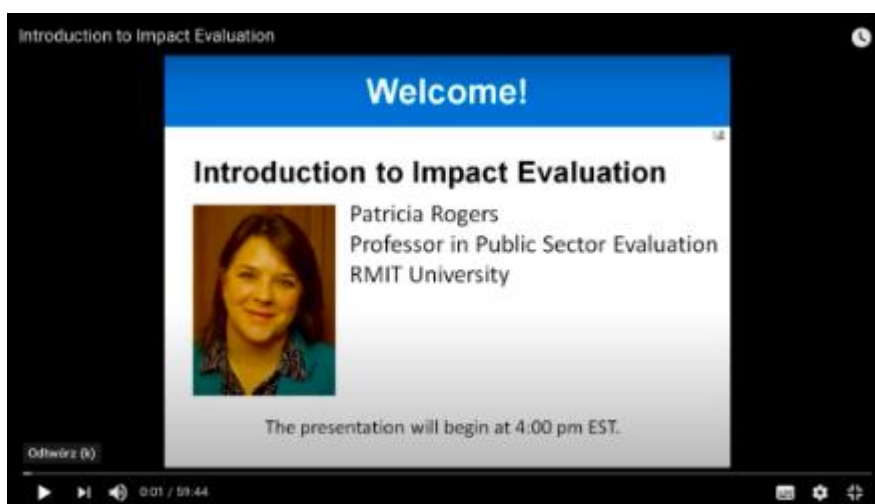 Introduction to Impact Evaluation
Welcome!
Introduction to Impact Evaluation
Patricia Rogers
Professor in Public Sector Evaluation
RMIT University
The presentation will begin at 4:00 pm EST.
Odtwórz (k)
0:01 / 59:44